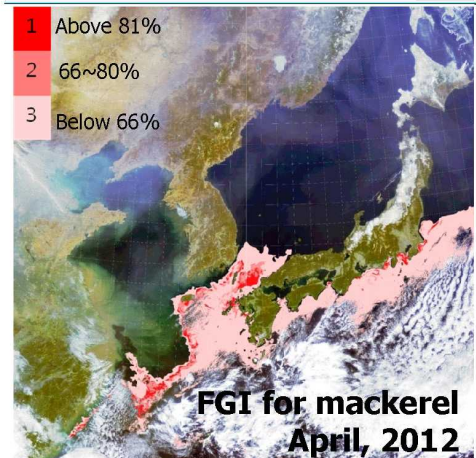 1 Above 81%
2 66~80%
3 Below 66%
FGI for mackerel
April, 2012